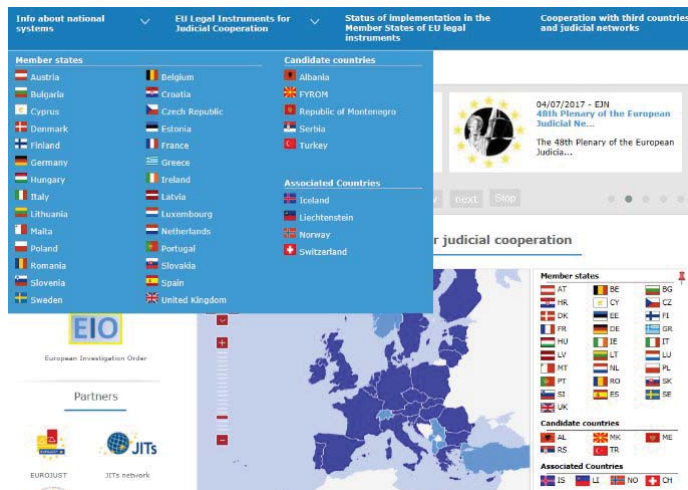 Info about national
systems
EU Legal Instruments for
Judicial Cooperation
Status of implementation in the
Member States of EU legal
instruments
Cooperation with third countries
and judicial networks
Member states
Austria
Belgium
Bulgaria
Croatia
Cyprus
Czech Republic
Denmark
Estonia
Finland
France
Germany
Greece
Hungary
Ireland
Italy
Latvia
Lithuania
Luxembourg
Malta
Netherlands
Poland
Portugal
Romania
Slovakia
Slovenia
Spain
Sweden
United Kingdom
Candidate countries
Albania
FYROM
Republic of Montenegro
Serbia
Turkey
Associated Countries
Iceland
Liechtenstein
Norway
Switzerland
04/07/2017 - EJN
48th Plenary of the European
Judicial Ne...
The 48th Plenary of the European
Judicia...
next
Stop
r judicial cooperation
EIO
European Investigation Order
Partners
EUROJUST
JITs
JITs network
Member states
AT BE BG
HR CY CZ
DK EE FI
FR DE GR
HU IE IT
LV LT LU
MT NL PL
PT RO SK
SI ES SE
UK
Candidate countries
AL MK ME
RS TR
Associated Countries
IS LI NO CH